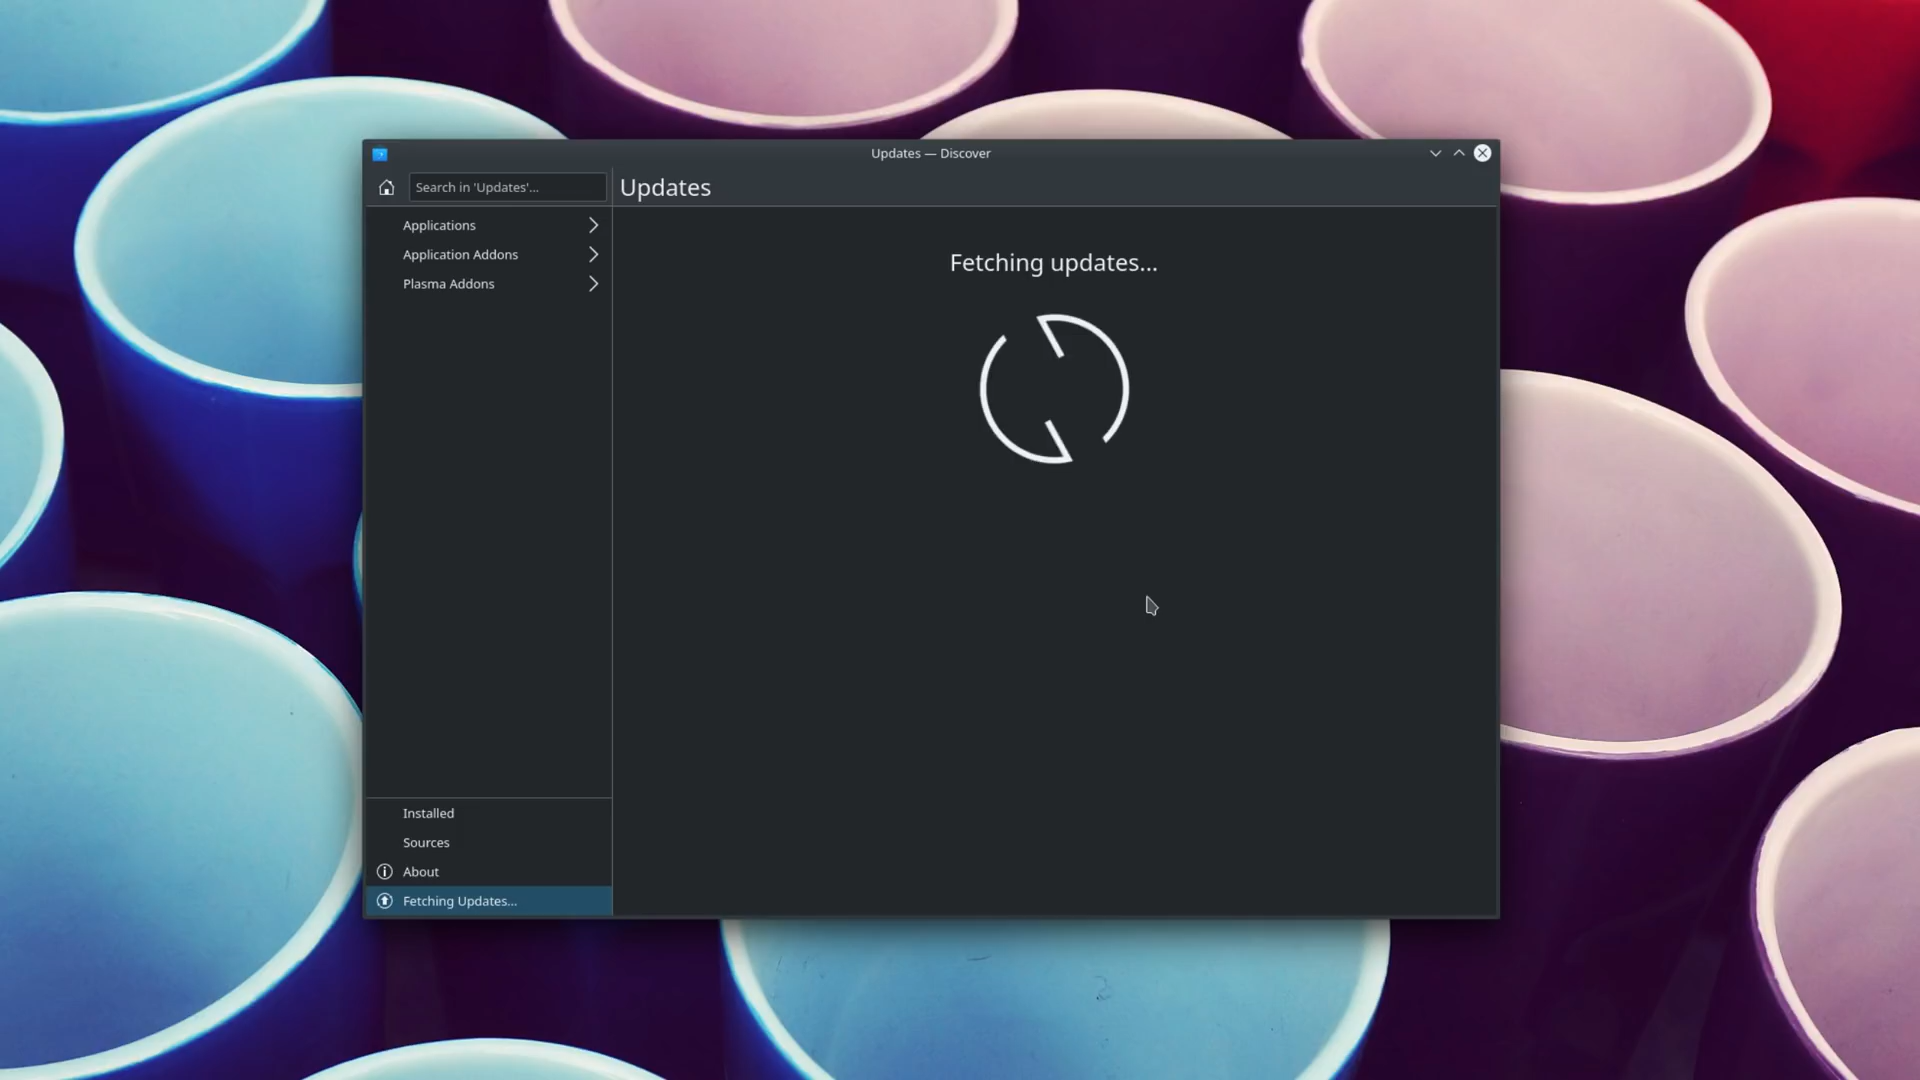 Updates — Discover
Search in 'Updates'...
Updates
Applications
Application Addons
Plasma Addons
Fetching updates...
Installed
Sources
About
Fetching Updates...